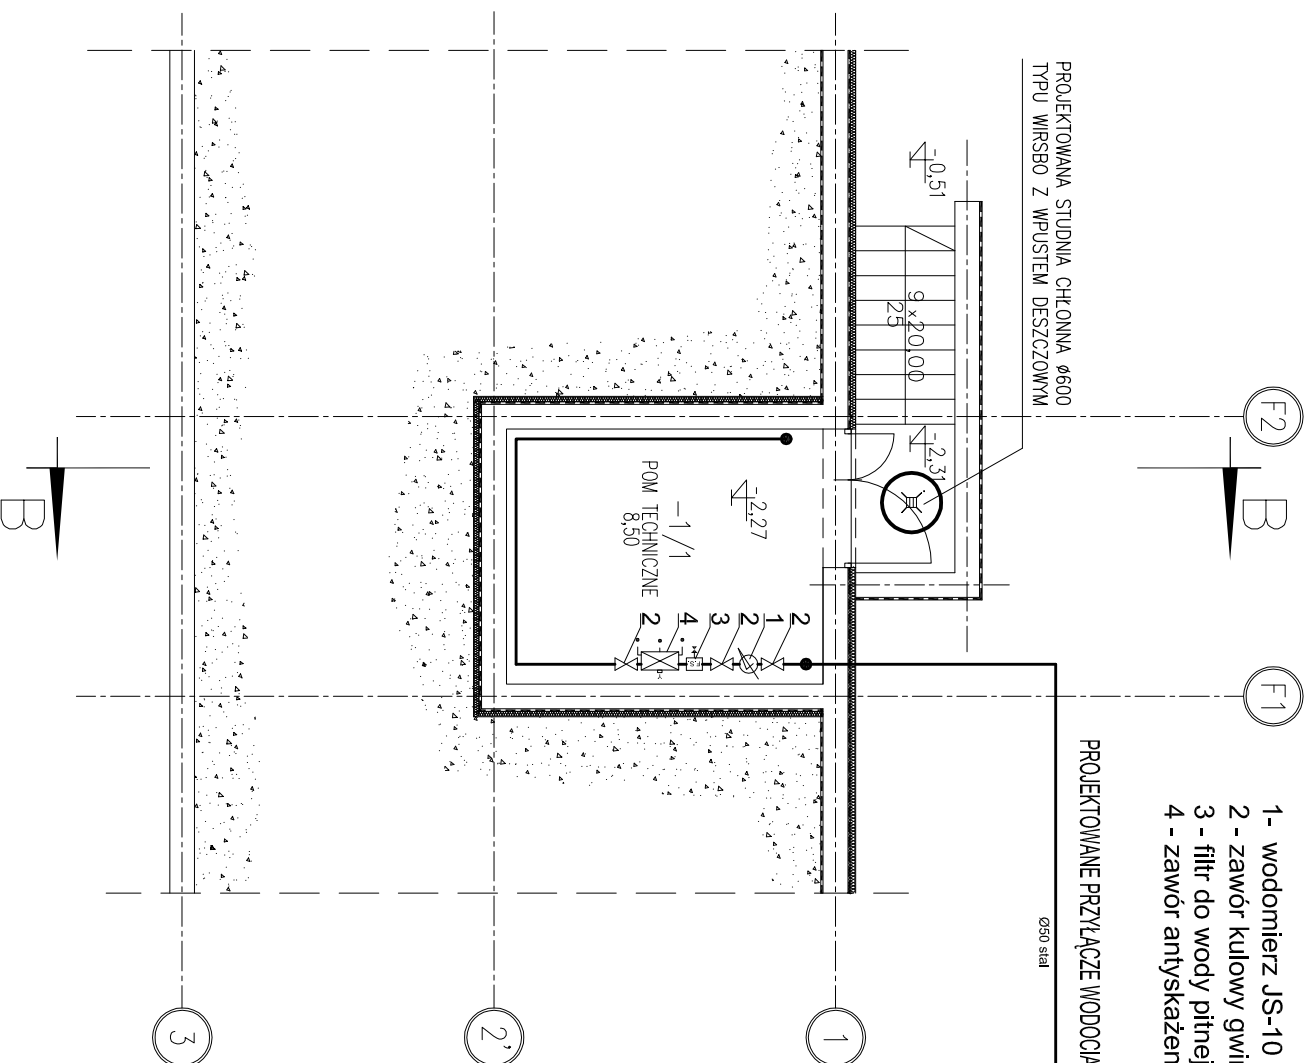 PROJEKTOWANA STUDNIA CHŁONNA ø600
TYPU WIRSBO Z WPUSTEM DESZCZOWYM
-0,51
9 x 20,00
25
-2,31
F2
B
B
-2,27
-1/1
POM TECHNICZNE
8,50
2
1
2
3
4
2
F.S.
F1
1- wodomierz JS-10
2 - zawór kulowy gwi
3 - filtr do wody pitnej
4 - zawór antyskażen
PROJEKTOWANE PRZYŁĄCZE WODOCIĄ
Ø50 stal
1
2'
3